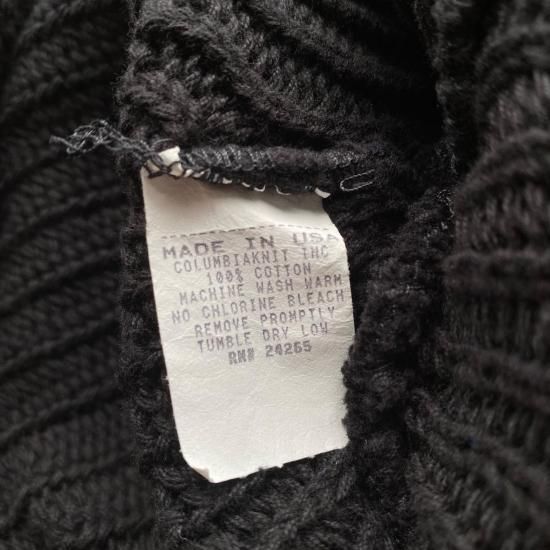 MADE IN USA
COLUMBIAKNIT INC
100% COTTON
MACHINE WASH WARM
NO CHLORINE BLEACH
REMOVE PROMPTLY
TUMBLE DRY LOW
RN# 24265